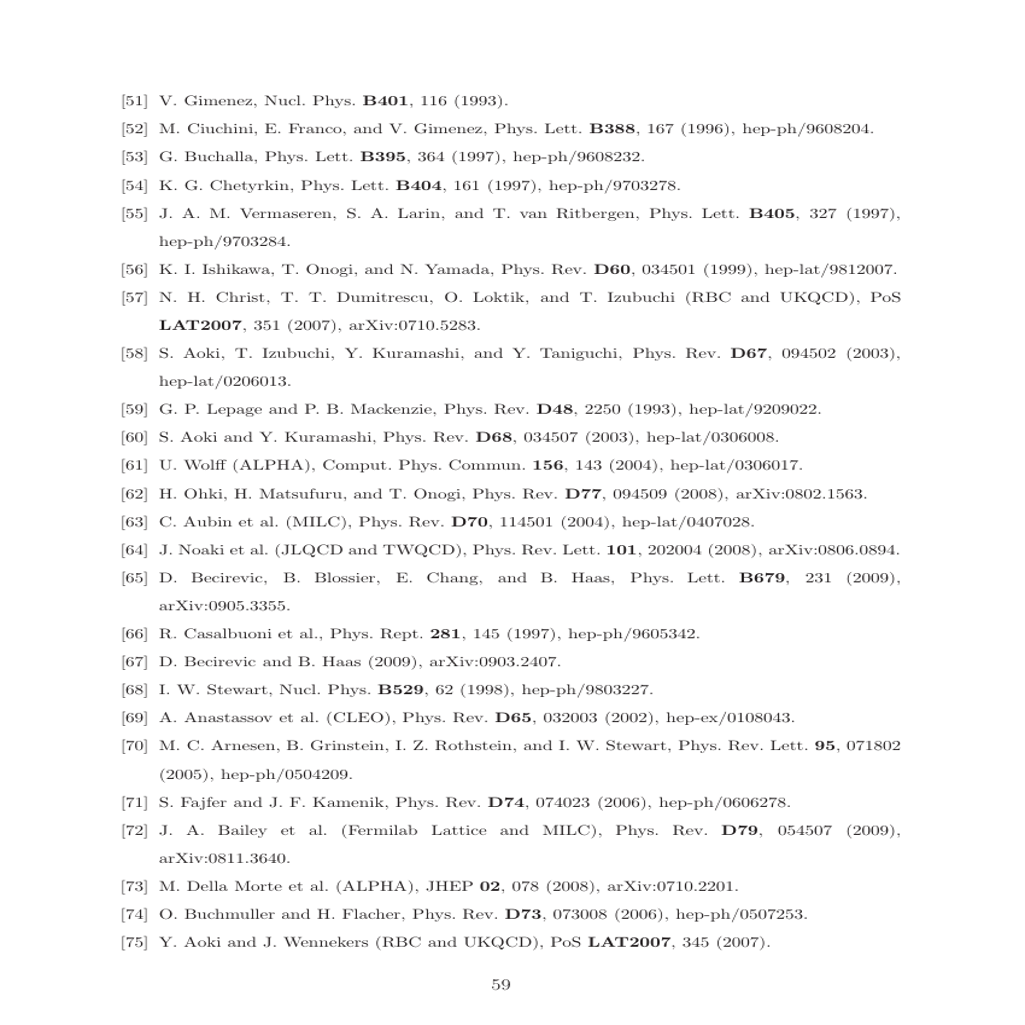 [51] V. Gimenez, Nucl. Phys. B401, 116 (1993).
[52] M. Ciuchini, E. Franco, and V. Gimenez, Phys. Lett. B388, 167 (1996), hep-ph/9608204.
[53] G. Buchalla, Phys. Lett. B395, 364 (1997), hep-ph/9608232.
[54] K. G. Chetyrkin, Phys. Lett. B404, 161 (1997), hep-ph/9703278.
[55] J. A. M. Vermaseren, S. A. Larin, and T. van Ritbergen, Phys. Lett. B405, 327 (1997),
hep-ph/9703284.
[56] K. I. Ishikawa, T. Onogi, and N. Yamada, Phys. Rev. D60, 034501 (1999), hep-lat/9812007.
[57] N. H. Christ, T. T. Dumitrescu, O. Loktik, and T. Izubuchi (RBC and UKQCD), PoS
LAT2007, 351 (2007), arXiv:0710.5283.
[58] S. Aoki, T. Izubuchi, Y. Kuramashi, and Y. Taniguchi, Phys. Rev. D67, 094502 (2003),
hep-lat/0206013.
[59] G. P. Lepage and P. B. Mackenzie, Phys. Rev. D48, 2250 (1993), hep-lat/9209022.
[60] S. Aoki and Y. Kuramashi, Phys. Rev. D68, 034507 (2003), hep-lat/0306008.
[61] U. Wolff (ALPHA), Comput. Phys. Commun. 156, 143 (2004), hep-lat/0306017.
[62] H. Ohki, H. Matsufuru, and T. Onogi, Phys. Rev. D77, 094509 (2008), arXiv:0802.1563.
[63] C. Aubin et al. (MILC), Phys. Rev. D70, 114501 (2004), hep-lat/0407028.
[64] J. Noaki et al. (JLQCD and TWQCD), Phys. Rev. Lett. 101, 202004 (2008), arXiv:0806.0894.
[65] D. Becirevic, B. Blossier, E. Chang, and B. Haas, Phys. Lett. B679, 231 (2009),
arXiv:0905.3355.
[66] R. Casalbuoni et al., Phys. Rept. 281, 145 (1997), hep-ph/9605342.
[67] D. Becirevic and B. Haas (2009), arXiv:0903.2407.
[68] I. W. Stewart, Nucl. Phys. B529, 62 (1998), hep-ph/9803227.
[69] A. Anastassov et al. (CLEO), Phys. Rev. D65, 032003 (2002), hep-ex/0108043.
[70] M. C. Arnesen, B. Grinstein, I. Z. Rothstein, and I. W. Stewart, Phys. Rev. Lett. 95, 071802
(2005), hep-ph/0504209.
[71] S. Fajfer and J. F. Kamenik, Phys. Rev. D74, 074023 (2006), hep-ph/0606278.
[72] J. A. Bailey et al. (Fermilab Lattice and MILC), Phys. Rev. D79, 054507 (2009),
arXiv:0811.3640.
[73] M. Della Morte et al. (ALPHA), JHEP 02, 078 (2008), arXiv:0710.2201.
[74] O. Buchmuller and H. Flacher, Phys. Rev. D73, 073008 (2006), hep-ph/0507253.
[75] Y. Aoki and J. Wennekers (RBC and UKQCD), PoS LAT2007, 345 (2007).
59